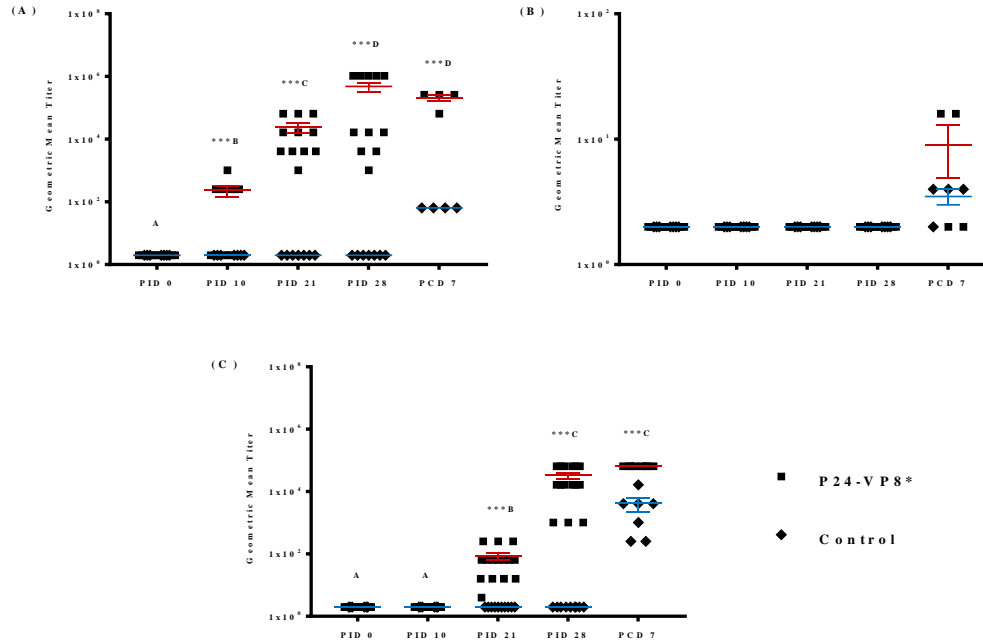 (A)
Geometric Mean Titer
1x10^8
1x10^6
1x10^4
1x10^2
1x10^0
A
***B
***C
***D
***D
PID 0 PID 10 PID 21 PID 28 PCD 7
(B)
Geometric Mean Titer
1x10^2
1x10^1
1x10^0
PID 0 PID 10 PID 21 PID 28 PCD 7
(C)
Geometric Mean Titer
1x10^8
1x10^6
1x10^4
1x10^2
1x10^0
A
A
***B
***C
***C
PID 0 PID 10 PID 21 PID 28 PCD 7
P24-VP8*
Control